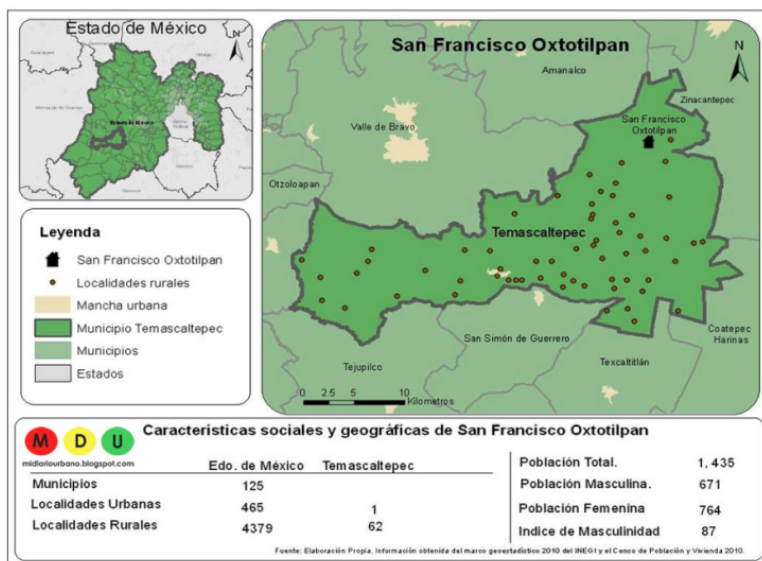 Estado de México
N
Estado de México
San Francisco Oxtotilpan
N
Amanalco
Zinacantepec
Valle de Bravo
San Francisco
Oxtotilpan
Otzoloapan
Temascaltepec
San Simón de Guerrero
Coatepec
Harinas
Tejupilco
Texcaltitlán
0 2.5 5 10
Kilometros
Leyenda
San Francisco Oxtotilpan
Localidades rurales
Mancha urbana
Municipio Temascaltepec
Municipios
Estados
M D U
midiariourbano.blogspot.com
Caracteristicas sociales y geográficas de San Francisco Oxtotilpan
Edo. de México Temascaltepec
Municipios 125
Localidades Urbanas 465 1
Localidades Rurales 4379 62
Población Total. 1, 435
Población Masculina. 671
Población Femenina 764
Indice de Masculinidad 87
Fuente: Elaboración Propia. Información obtenida del marco geoestadístico 2010 del INEGI y el Censo de Población y Vivienda 2010.